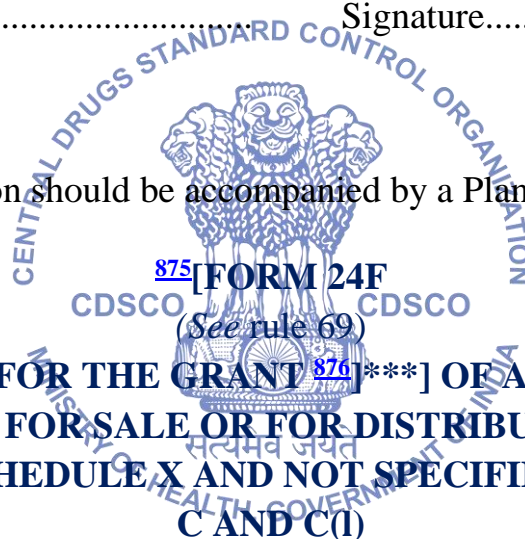 ............................ Signature.....
CENTRAL DRUGS STANDARD CONTROL ORGANIZATION
on should be accompanied by a Plan
875[FORM 24F
CDSCO CDSCO
(See rule 69)
FOR THE GRANT 876]***] OF A
FOR SALE OR FOR DISTRIBU
सत्यमेव जयते
HEDULE X AND NOT SPECIFI
MINISTRY OF HEALTH, GOVERNMENT OF INDIA
C AND C(l)